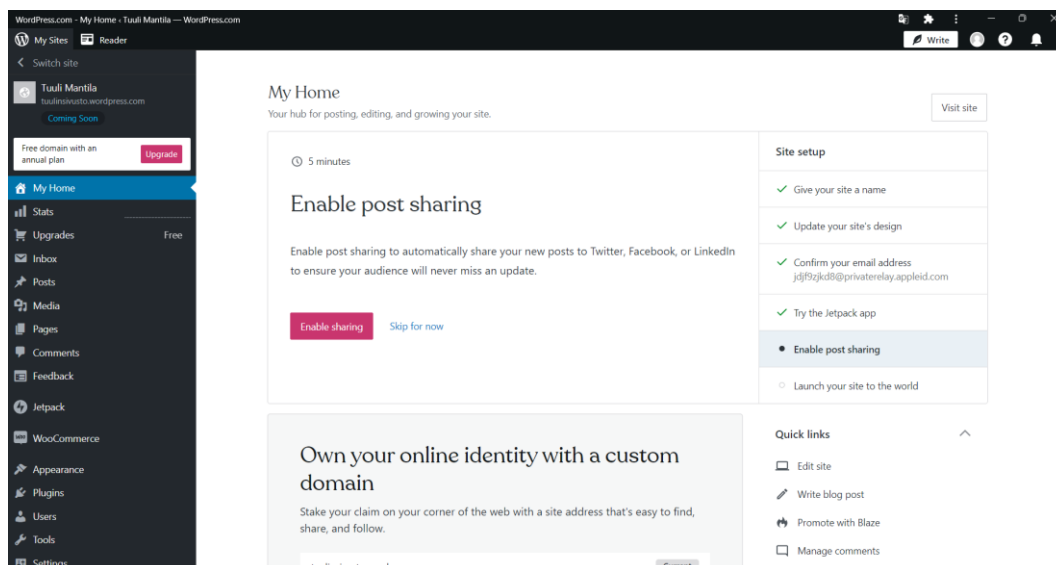 WordPress.com - My Home ‹ Tuuli Mantila — WordPress.com
My Sites
Reader
Write
Switch site
Tuuli Mantila
tuulinsivusto.wordpress.com
Coming Soon
Free domain with an
annual plan
Upgrade
My Home
Stats
Upgrades Free
Inbox
Posts
Media
Pages
Comments
Feedback
Jetpack
WooCommerce
Appearance
Plugins
Users
Tools
Settings
My Home
Your hub for posting, editing, and growing your site.
Visit site
5 minutes
Enable post sharing
Enable post sharing to automatically share your new posts to Twitter, Facebook, or LinkedIn
to ensure your audience will never miss an update.
Enable sharing
Skip for now
Site setup
Give your site a name
Update your site's design
Confirm your email address
jdjf9zjkd8@privaterelay.appleid.com
Try the Jetpack app
Enable post sharing
Launch your site to the world
Own your online identity with a custom
domain
Stake your claim on your corner of the web with a site address that's easy to find,
share, and follow.
Quick links
Edit site
Write blog post
Promote with Blaze
Manage comments